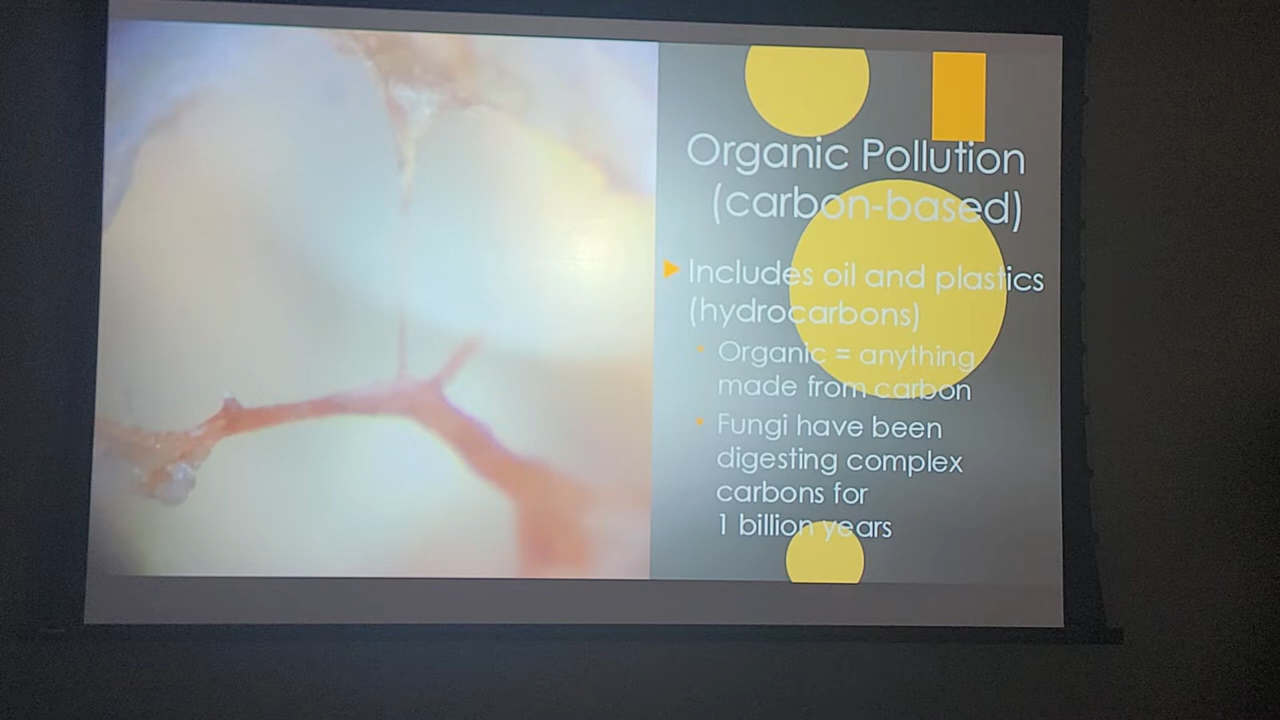 Organic Pollution
(carbon-based)
Includes oil and plastics
(hydrocarbons)
Organic = anything
made from carbon
Fungi have been
digesting complex
carbons for
1 billion years